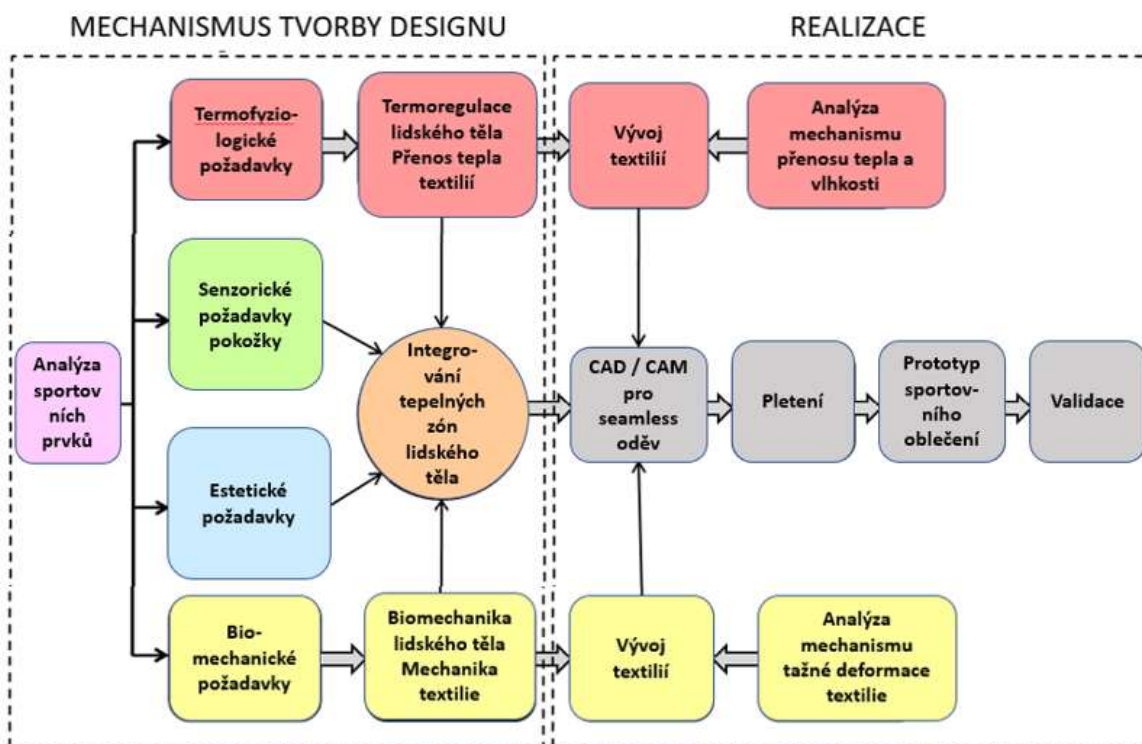 MECHANISMUS TVORBY DESIGNU
REALIZACE
Termofyzio-
logické
požadavky
Termoregulace
lidského těla
Přenos tepla
textilií
Vývoj
textilií
Analýza
mechanismu
přenosu tepla a
vlhkosti
Senzorické
požadavky
pokožky
Analýza
sportov
ních
prvků
Integro-
vání
tepelných
zón
lidského
těla
CAD / CAM
pro
seamless
oděv
Pletení
Prototyp
sportov-
ního
oblečení
Validace
Estetické
požadavky
Bio-
mechanické
požadavky
Biomechanika
lidského těla
Mechanika
textilie
Vývoj
textilií
Analýza
mechanismu
tažné deformace
textilie